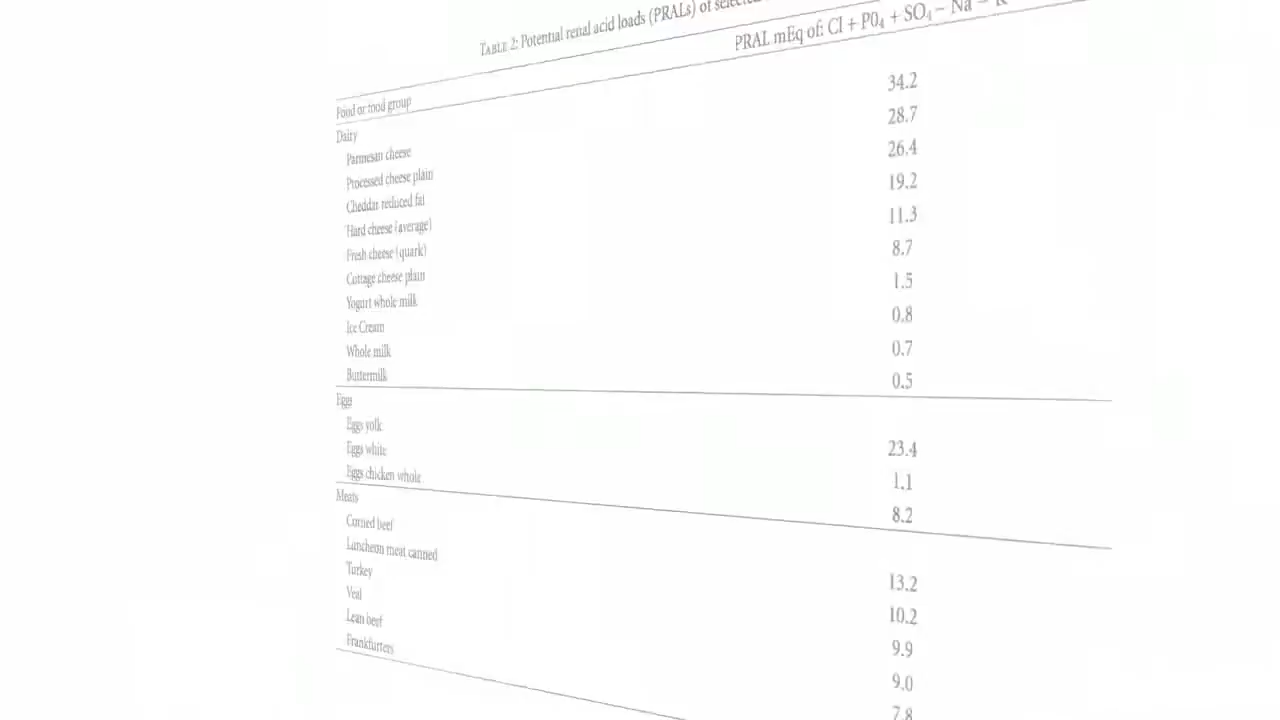 TABLE 2: Potential renal acid loads (PRALs) of selected
Food or food group PRAL mEq of: Cl + P04 + SO4 − Na − K
Dairy
Parmesan cheese 34.2
Processed cheese plain 28.7
Cheddar reduced fat 26.4
Hard cheese (average) 19.2
Fresh cheese (quark) 11.3
Cottage cheese plain 8.7
Yogurt whole milk 1.5
Ice Cream 0.8
Whole milk 0.7
Buttermilk 0.5
Eggs
Eggs yolk 23.4
Eggs white 1.1
Eggs chicken whole 8.2
Meats
Corned beef 13.2
Luncheon meat canned 10.2
Turkey 9.9
Veal 9.0
Lean beef 7.8
Frankfurters